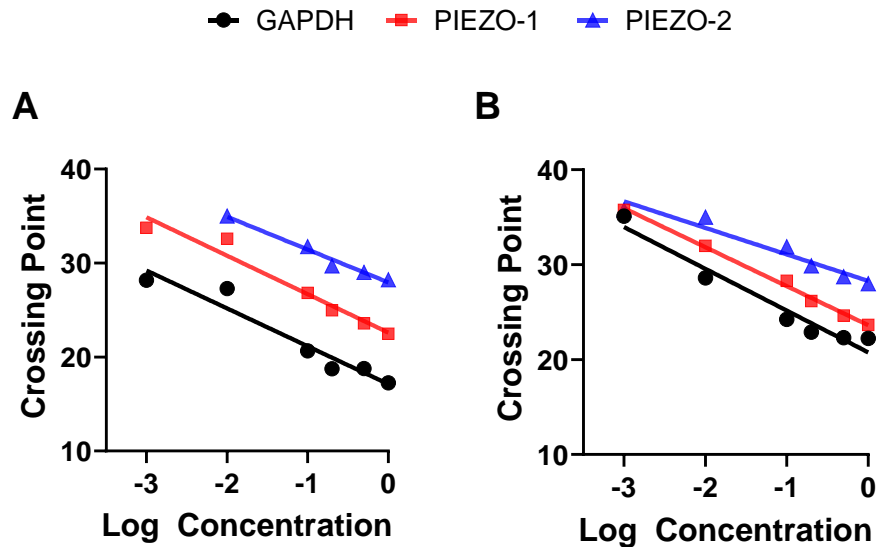 GAPDH PIEZO-1 PIEZO-2
A
Crossing Point
40
30
20
10
-3 -2 -1 0
Log Concentration
B
Crossing Point
40
30
20
10
-3 -2 -1 0
Log Concentration